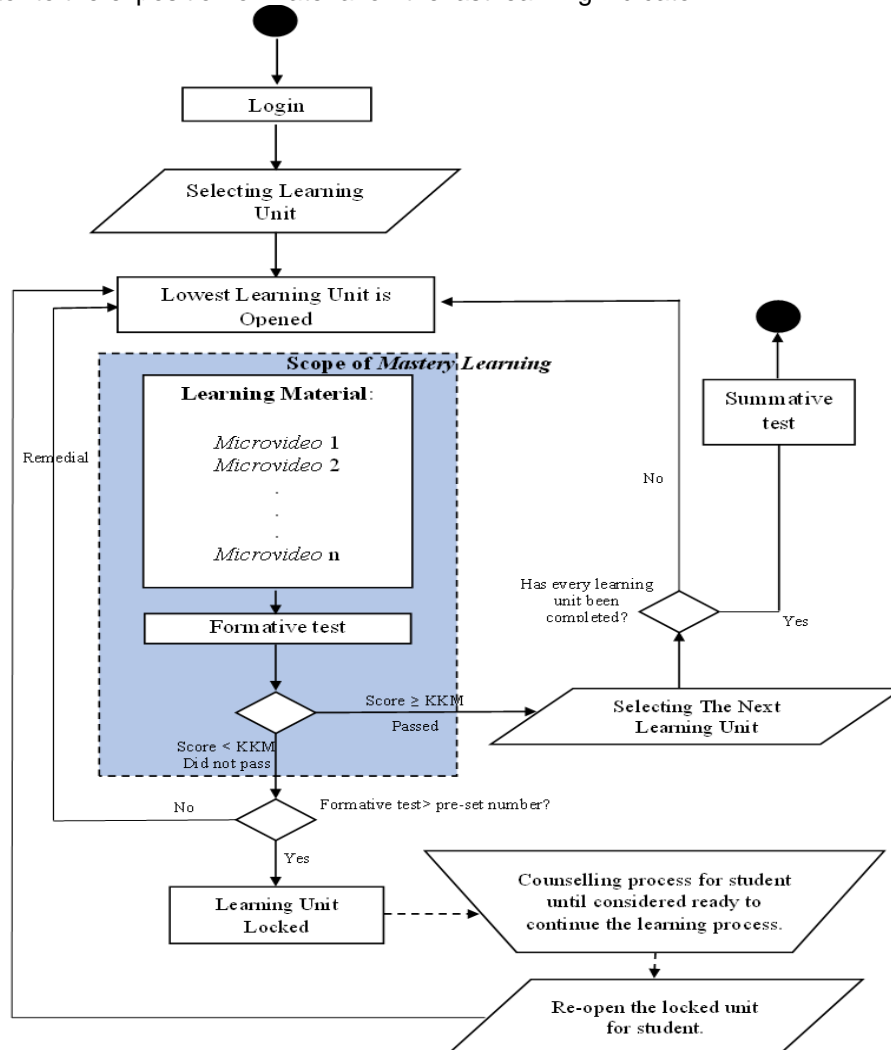 Login
Selecting Learning
Unit
Lowest Learning Unit is
Opened
Scope of Mastery Learning
Learning Material:
Microvideo 1
Microvideo 2
.
.
.
Microvideo n
Remedial
Formative test
Score ≥ KKM
Passed
Score < KKM
Did not pass
No
Formative test> pre-set number?
Yes
Learning Unit
Locked
Counselling process for student
until considered ready to
continue the learning process.
Re-open the locked unit
for student.
Selecting The Next
Learning Unit
Has every learning
unit been
completed?
No
Yes
Summative
test